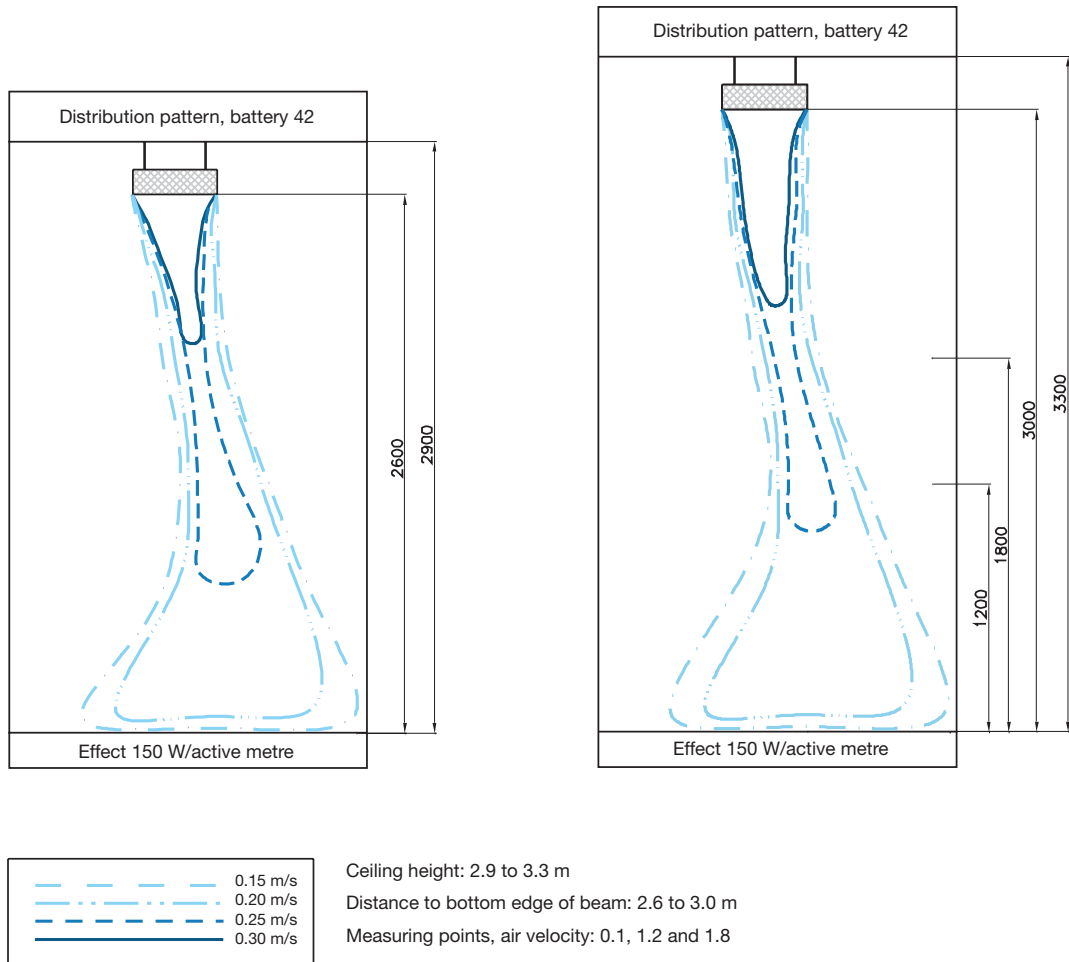 Distribution pattern, battery 42
2600
2900
Effect 150 W/active metre
Distribution pattern, battery 42
1200
1800
3000
3300
Effect 150 W/active metre
0.15 m/s
0.20 m/s
0.25 m/s
0.30 m/s
Ceiling height: 2.9 to 3.3 m
Distance to bottom edge of beam: 2.6 to 3.0 m
Measuring points, air velocity: 0.1, 1.2 and 1.8